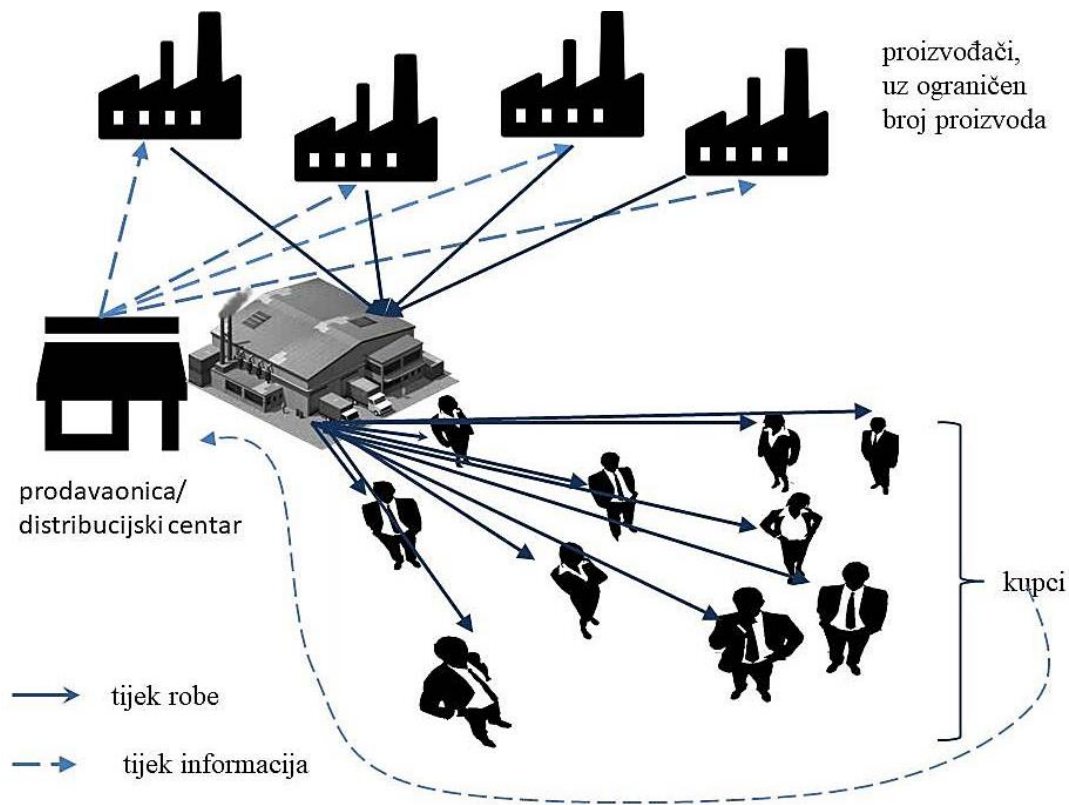 proizvođači,
uz ograničen
broj proizvoda
prodavaonica/
distribucijski centar
kupci
tijek robe
tijek informacija